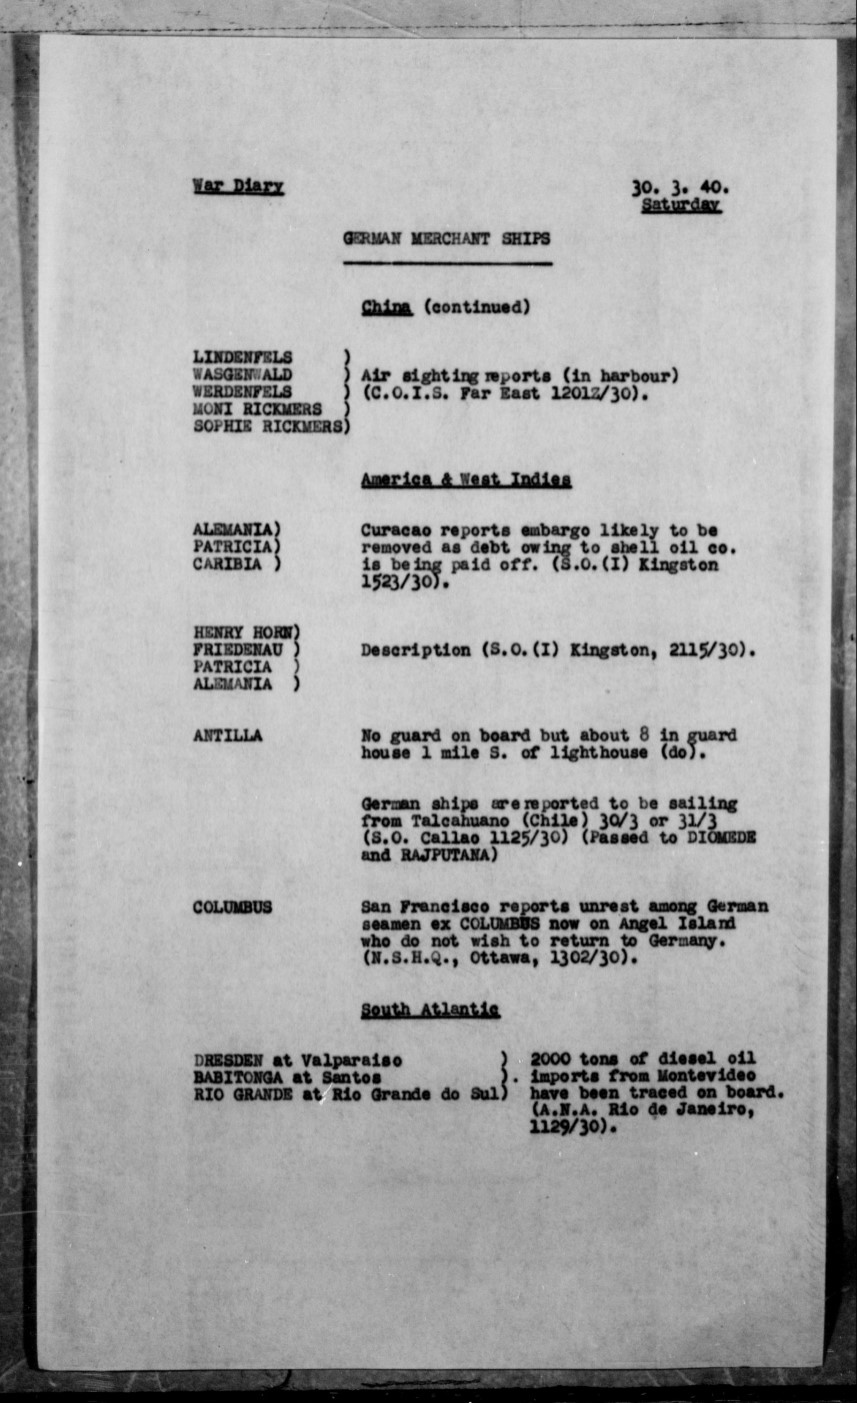 War Diary 30. 3. 40.
Saturday
GERMAN MERCHANT SHIPS
China (continued)
LINDENFELS )
WASGENWALD ) Air sighting reports (in harbour)
WERDENFELS ) (C.O.I.S. Far East 1201Z/30).
MONI RICKMERS )
SOPHIE RICKMERS)
America & West Indies
ALEMANIA) Curacao reports embargo likely to be
PATRICIA) removed as debt owing to shell oil co.
CARIBIA ) is being paid off. (S.O.(I) Kingston
1523/30).
HENRY HORN)
FRIEDENAU ) Description (S.O.(I) Kingston, 2115/30).
PATRICIA )
ALEMANIA )
ANTILLA No guard on board but about 8 in guard
house 1 mile S. of lighthouse (do).
German ships are reported to be sailing
from Talcahuano (Chile) 30/3 or 31/3
(S.O. Callao 1125/30) (Passed to DIOMEDE
and RAJPUTANA)
COLUMBUS San Francisco reports unrest among German
seamen ex COLUMBUS now on Angel Island
who do not wish to return to Germany.
(N.S.H.Q., Ottawa, 1302/30).
South Atlantic
DRESDEN at Valparaiso ) 2000 tons of diesel oil
BABITONGA at Santos ). imports from Montevideo
RIO GRANDE at Rio Grande do Sul) have been traced on board.
(A.N.A. Rio de Janeiro,
1129/30).